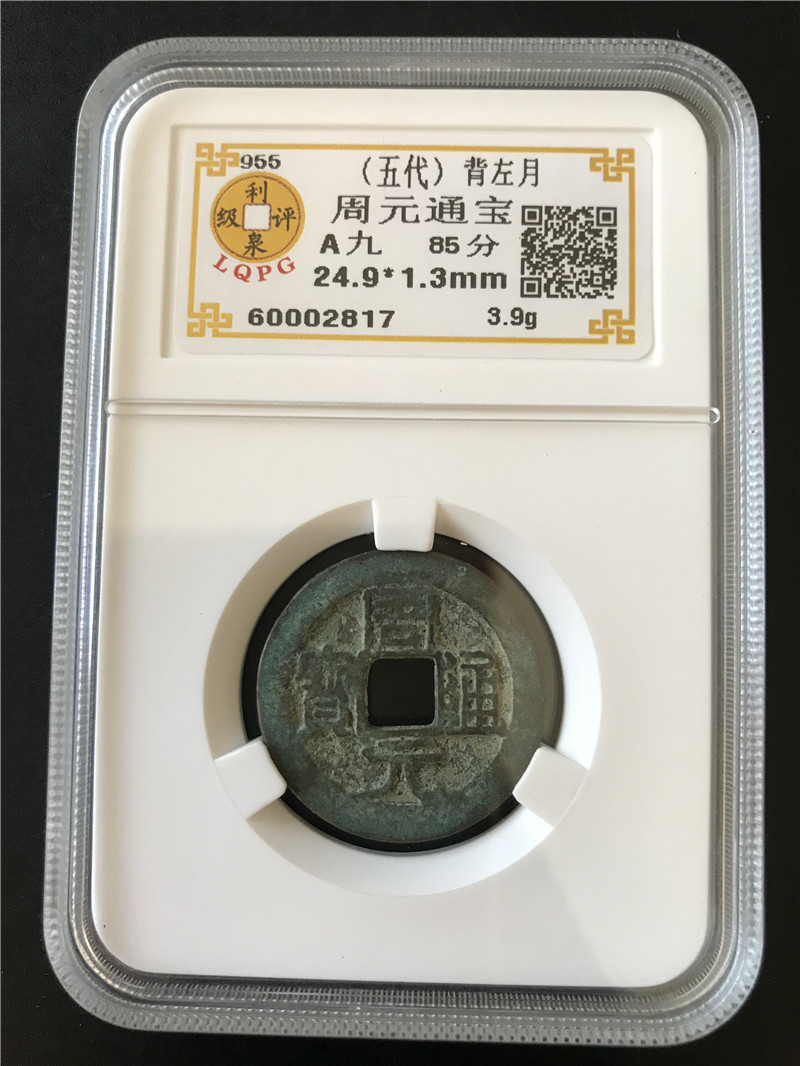 955
利泉评级
LQPG
（五代）背左月
周元通宝
A九 85分
24.9*1.3mm
60002817 3.9g
周元通寳